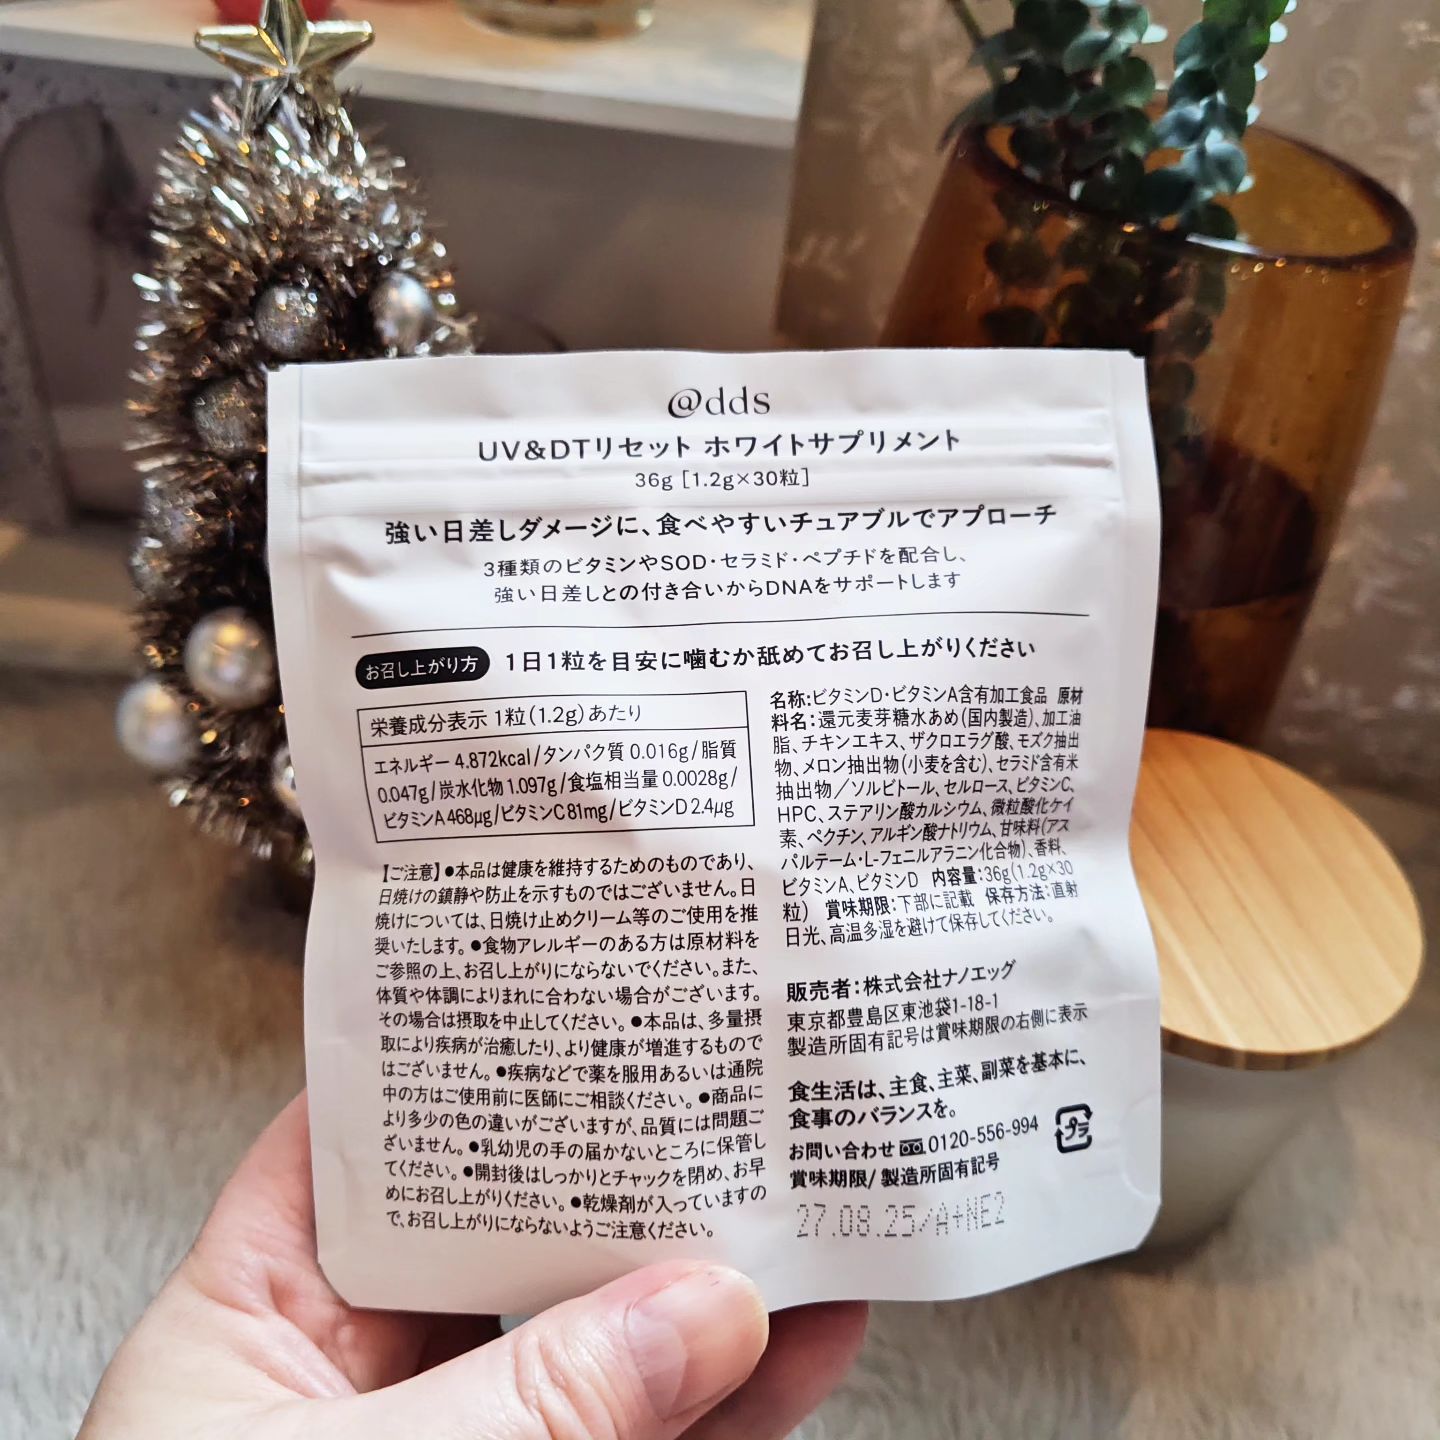 @dds
UV&DTリセット ホワイトサプリメント
36g [1.2g×30粒]
強い日差しダメージに、食べやすいチュアブルでアプローチ
3種類のビタミンやSOD・セラミド・ペプチドを配合し、
強い日差しとの付き合いからDNAをサポートします
お召し上がり方 1日1粒を目安に噛むか舐めてお召し上がりください
栄養成分表示 1粒(1.2g)あたり
エネルギー 4.872kcal/タンパク質 0.016g/脂質
0.047g/炭水化物 1.097g/食塩相当量 0.0028g/
ビタミンA 468μg/ビタミンC 81mg/ビタミンD 2.4μg
【ご注意】●本品は健康を維持するためのものであり、
日焼けの鎮静や防止を示すものではございません。日
焼けについては、日焼け止めクリーム等のご使用を推
奨いたします。●食物アレルギーのある方は原材料を
ご参照の上、お召し上がりにならないでください。また、
体質や体調によりまれに合わない場合がございます。
その場合は摂取を中止してください。●本品は、多量摂
取により疾病が治癒したり、より健康が増進するもので
はございません。●疾病などで薬を服用あるいは通院
中の方はご使用前に医師にご相談ください。●商品に
より多少の色の違いがございますが、品質には問題ご
ざいません。●乳幼児の手の届かないところに保管し
てください。●開封後はしっかりとチャックを閉め、お早
めにお召し上がりください。●乾燥剤が入っていますの
で、お召し上がりにならないようご注意ください。
名称:ビタミンD・ビタミンA含有加工食品 原材
料名:還元麦芽糖水あめ(国内製造)、加工油
脂、チキンエキス、ザクロエラグ酸、モズク抽出
物、メロン抽出物(小麦を含む)、セラミド含有米
抽出物/ソルビトール、セルロース、ビタミンC、
HPC、ステアリン酸カルシウム、微粒酸化ケイ
素、ペクチン、アルギン酸ナトリウム、甘味料(アス
パルテーム・L-フェニルアラニン化合物)、香料、
ビタミンA、ビタミンD 内容量:36g(1.2g×30
粒) 賞味期限:下部に記載 保存方法:直射
日光、高温多湿を避けて保存してください。
販売者:株式会社ナノエッグ
東京都豊島区東池袋1-18-1
製造所固有記号は賞味期限の右側に表示
食生活は、主食、主菜、副菜を基本に、
食事のバランスを。
お問い合わせ 0120-556-994
プラ
賞味期限/製造所固有記号
27.08.25/A+NE2